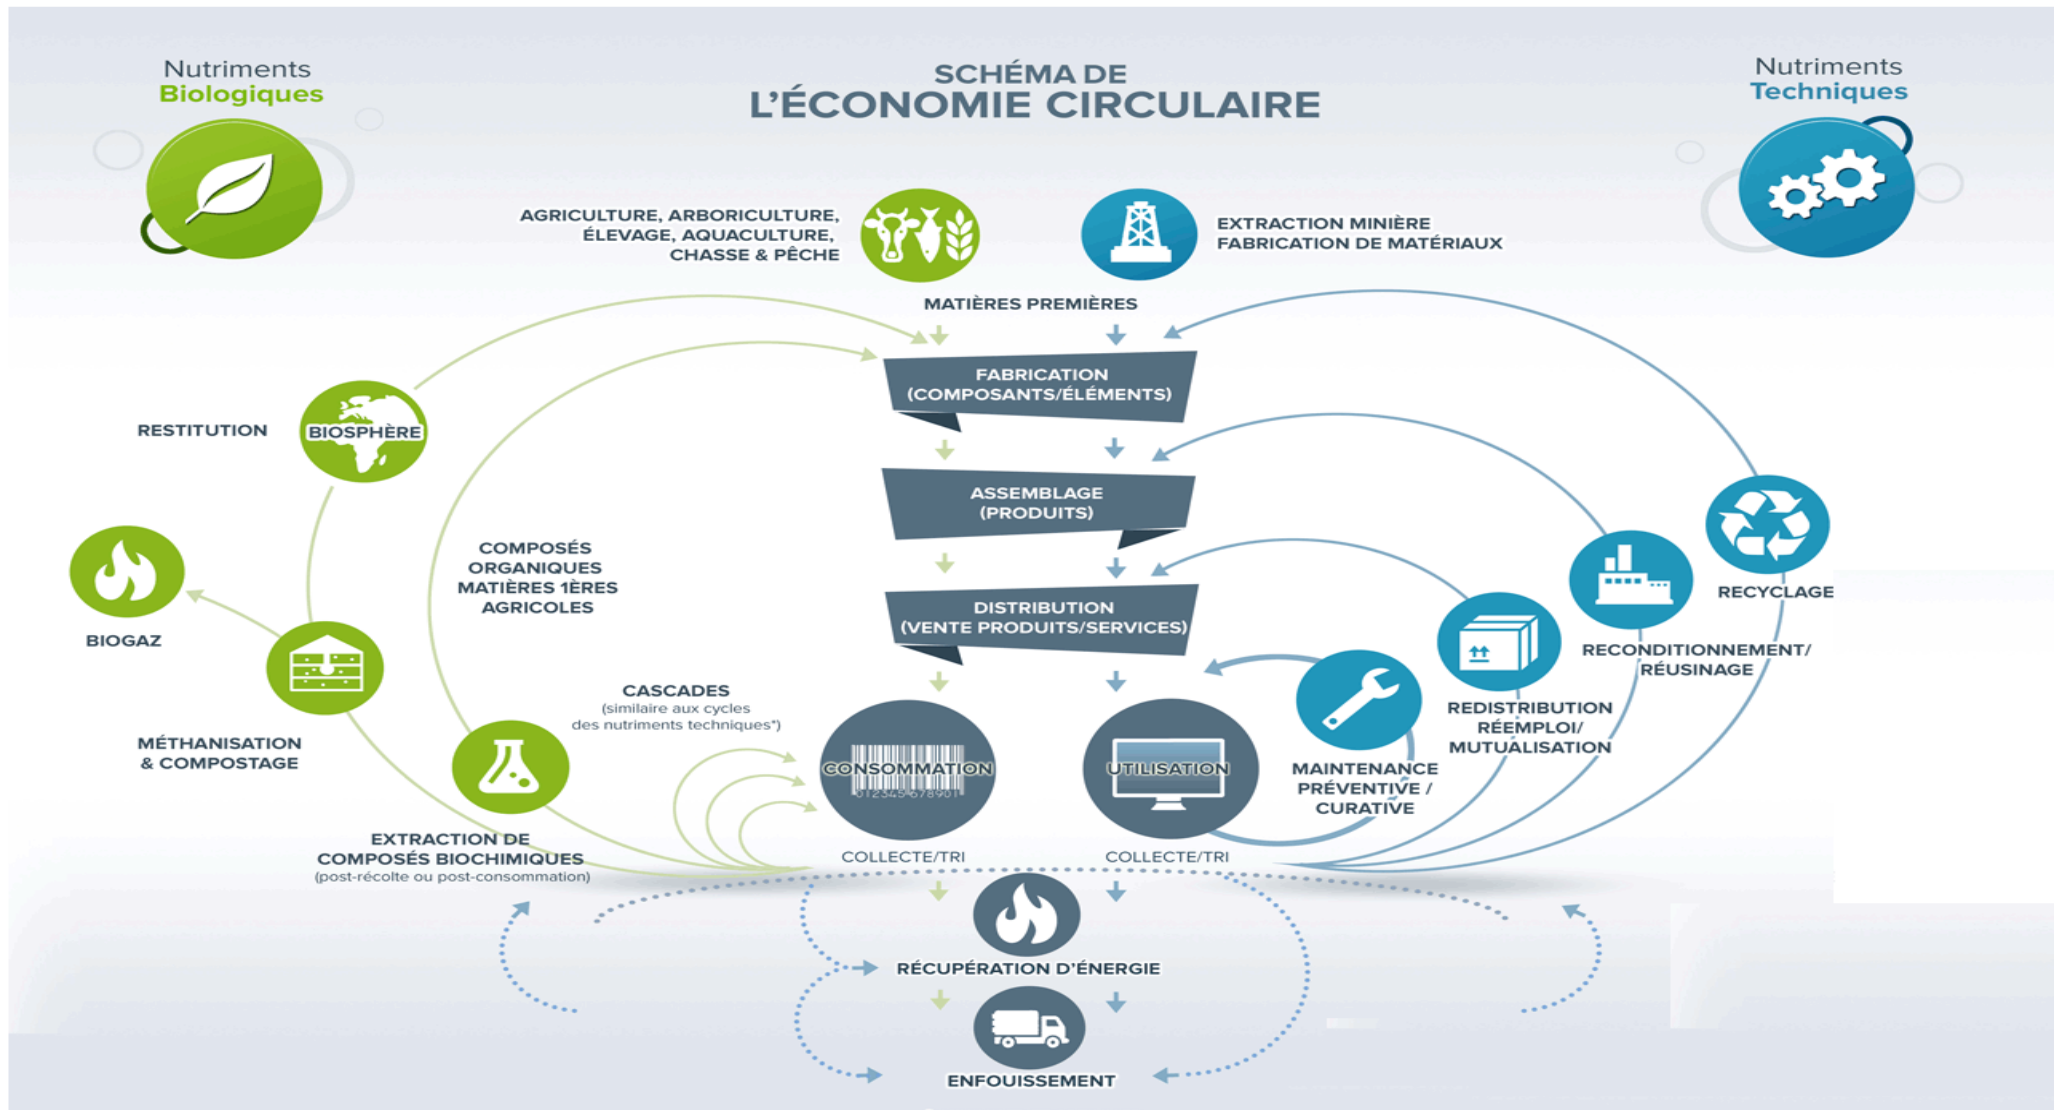 Nutriments
Biologiques
SCHÉMA DE
L'ÉCONOMIE CIRCULAIRE
Nutriments
Techniques
AGRICULTURE, ARBORICULTURE,
ÉLEVAGE, AQUACULTURE,
CHASSE & PÊCHE
EXTRACTION MINIÈRE
FABRICATION DE MATÉRIAUX
MATIÈRES PREMIÈRES
FABRICATION
(COMPOSANTS/ÉLÉMENTS)
RESTITUTION
BIOSPHÈRE
ASSEMBLAGE
(PRODUITS)
COMPOSÉS
ORGANIQUES
MATIÈRES 1ÈRES
AGRICOLES
RECYCLAGE
DISTRIBUTION
(VENTE PRODUITS/SERVICES)
BIOGAZ
RECONDITIONNEMENT/
RÉUSINAGE
CASCADES
(similaire aux cycles
des nutriments techniques*)
REDISTRIBUTION
RÉEMPLOI/
MUTUALISATION
MÉTHANISATION
& COMPOSTAGE
CONSOMMATION
012345 678901
UTILISATION
MAINTENANCE
PRÉVENTIVE /
CURATIVE
EXTRACTION DE
COMPOSÉS BIOCHIMIQUES
(post-récolte ou post-consommation)
COLLECTE/TRI
COLLECTE/TRI
RÉCUPÉRATION D'ÉNERGIE
ENFOUISSEMENT